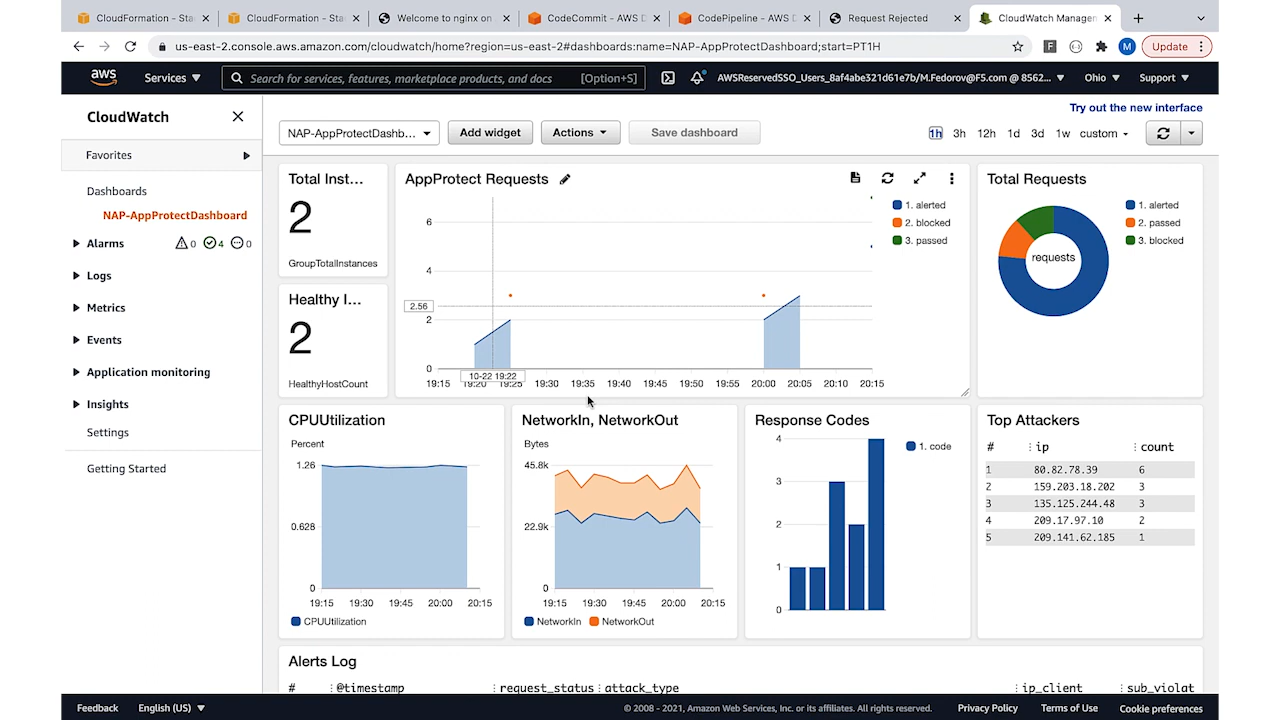 CloudFormation - Sta
CloudFormation - Sta
Welcome to nginx on
CodeCommit - AWS D
CodePipeline - AWS D
Request Rejected
CloudWatch Managem
us-east-2.console.aws.amazon.com/cloudwatch/home?region=us-east-2#dashboards:name=NAP-AppProtectDashboard;start=PT1H
F
M
Update
aws
Services
Search for services, features, marketplace products, and docs
[Option+S]
AWSReservedSSO_Users_8af4abe321d61e7b/M.Fedorov@F5.com @ 8562...
Ohio
Support
CloudWatch
Favorites
Dashboards
NAP-AppProtectDashboard
Alarms
0
4
0
Logs
Metrics
Events
Application monitoring
Insights
Settings
Getting Started
Try out the new interface
NAP-AppProtectDashb...
Add widget
Actions
Save dashboard
1h 3h 12h 1d 3d 1w custom
Total Inst...
2
GroupTotalInstances
Healthy I...
2
HealthyHostCount
AppProtect Requests
6
4
2.56
2
0
10-22 19:22
19:15 19:20 19:25 19:30 19:35 19:40 19:45 19:50 19:55 20:00 20:05 20:10 20:15
1. alerted
2. blocked
3. passed
Total Requests
requests
1. alerted
2. passed
3. blocked
CPUUtilization
Percent
1.26
0.628
0
19:15 19:30 19:45 20:00 20:15
CPUUtilization
NetworkIn, NetworkOut
Bytes
45.8k
22.9k
0
19:15 19:30 19:45 20:00 20:15
NetworkIn NetworkOut
Response Codes
4
3
2
1
0
1. code
Top Attackers
# ip count
1 80.82.78.39 6
2 159.203.18.202 3
3 135.125.244.48 3
4 209.17.97.10 2
5 209.141.62.185 1
Alerts Log
# @timestamp request_status attack_type ip_client sub_violat
Feedback
English (US)
© 2008 - 2021, Amazon Web Services, Inc. or its affiliates. All rights reserved.
Privacy Policy
Terms of Use
Cookie preferences